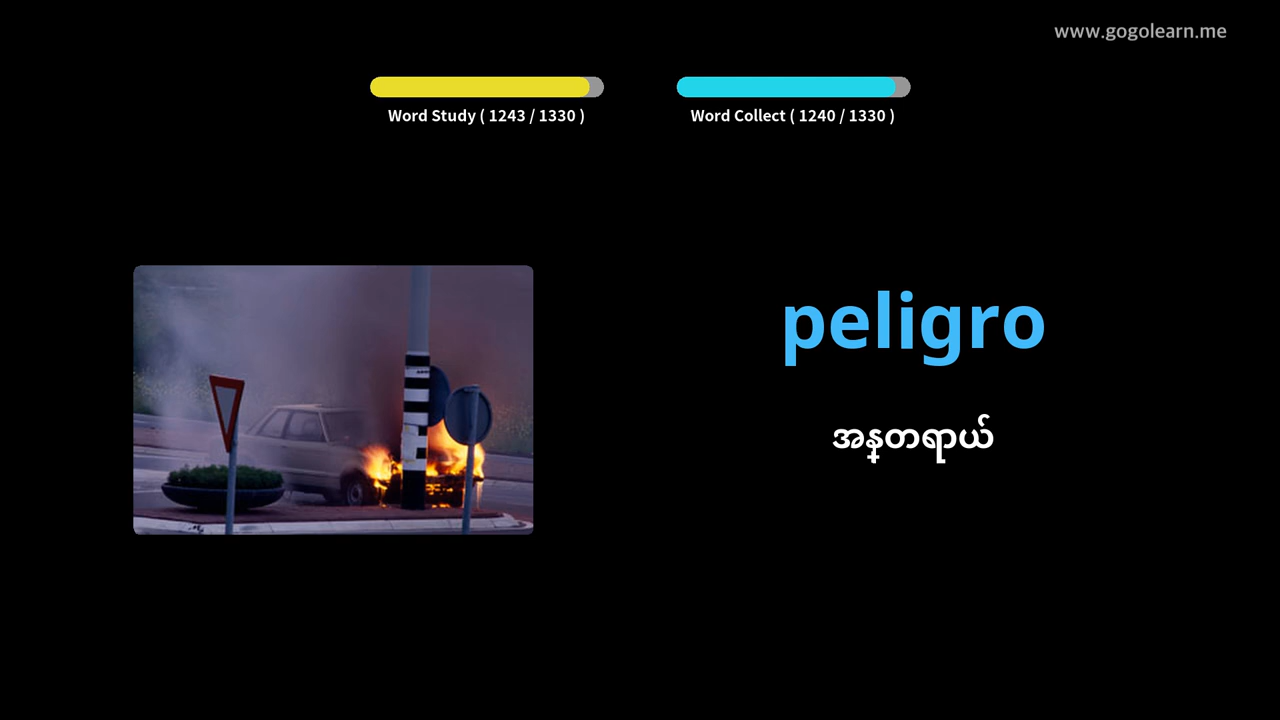 www.gogolearn.me
Word Study ( 1243 / 1330 )
Word Collect ( 1240 / 1330 )
peligro
အန္တရာယ်